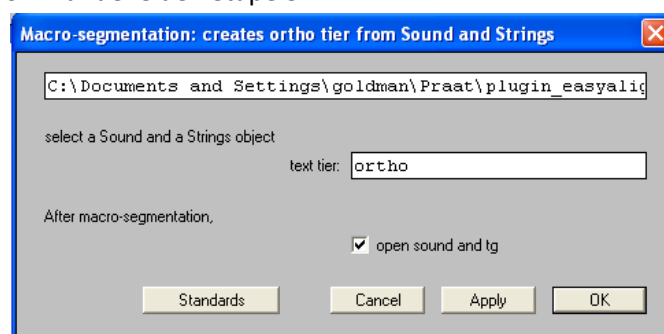 Macro-segmentation: creates ortho tier from Sound and Strings
C:\Documents and Settings\goldman\Praat\plugin_easyalig
select a Sound and a Strings object
text tier: ortho
After macro-segmentation,
open sound and tg
Standards Cancel Apply OK